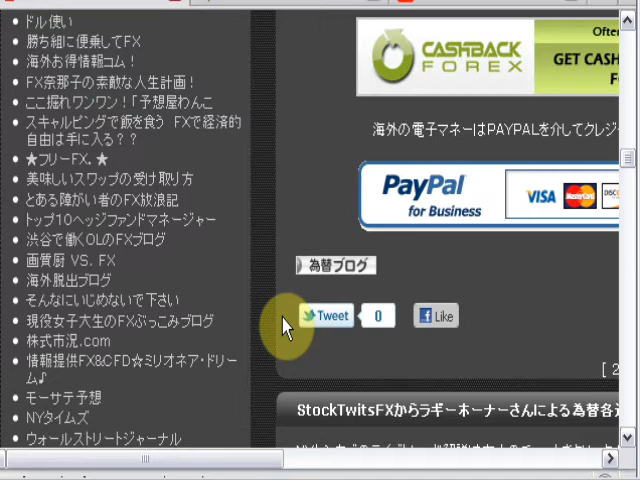 ドル使い
勝ち組に便乗してFX
海外お得情報コム！
FX奈那子の素敵な人生計画！
ここ掘れワンワン！「予想屋わんこ
スキャルピングで飯を食う　FXで経済的
自由は手に入る？？
★フリーFX.★
美味しいスワップの受け取り方
とある障がい者のFX放浪記
トップ10ヘッジファンドマネージャー
渋谷で働くOLのFXブログ
画質厨 VS. FX
海外脱出ブログ
そんなにいじめないで下さい
現役女子大生のFXぶっこみブログ
株式市況.com
情報提供FX&CFD☆ミリオネア・ドリー
ム♪
モーサテ予想
NYタイムズ
ウォールストリートジャーナル
CASHBACK
FOREX
Offer
GET CASH
F
海外の電子マネーはPAYPALを介してクレジ
PayPal
for Business
VISA
MasterCard
DISC
為替ブログ
Tweet
0
Like
[ 2
StockTwitsFXからラギーホーナーさんによる為替各